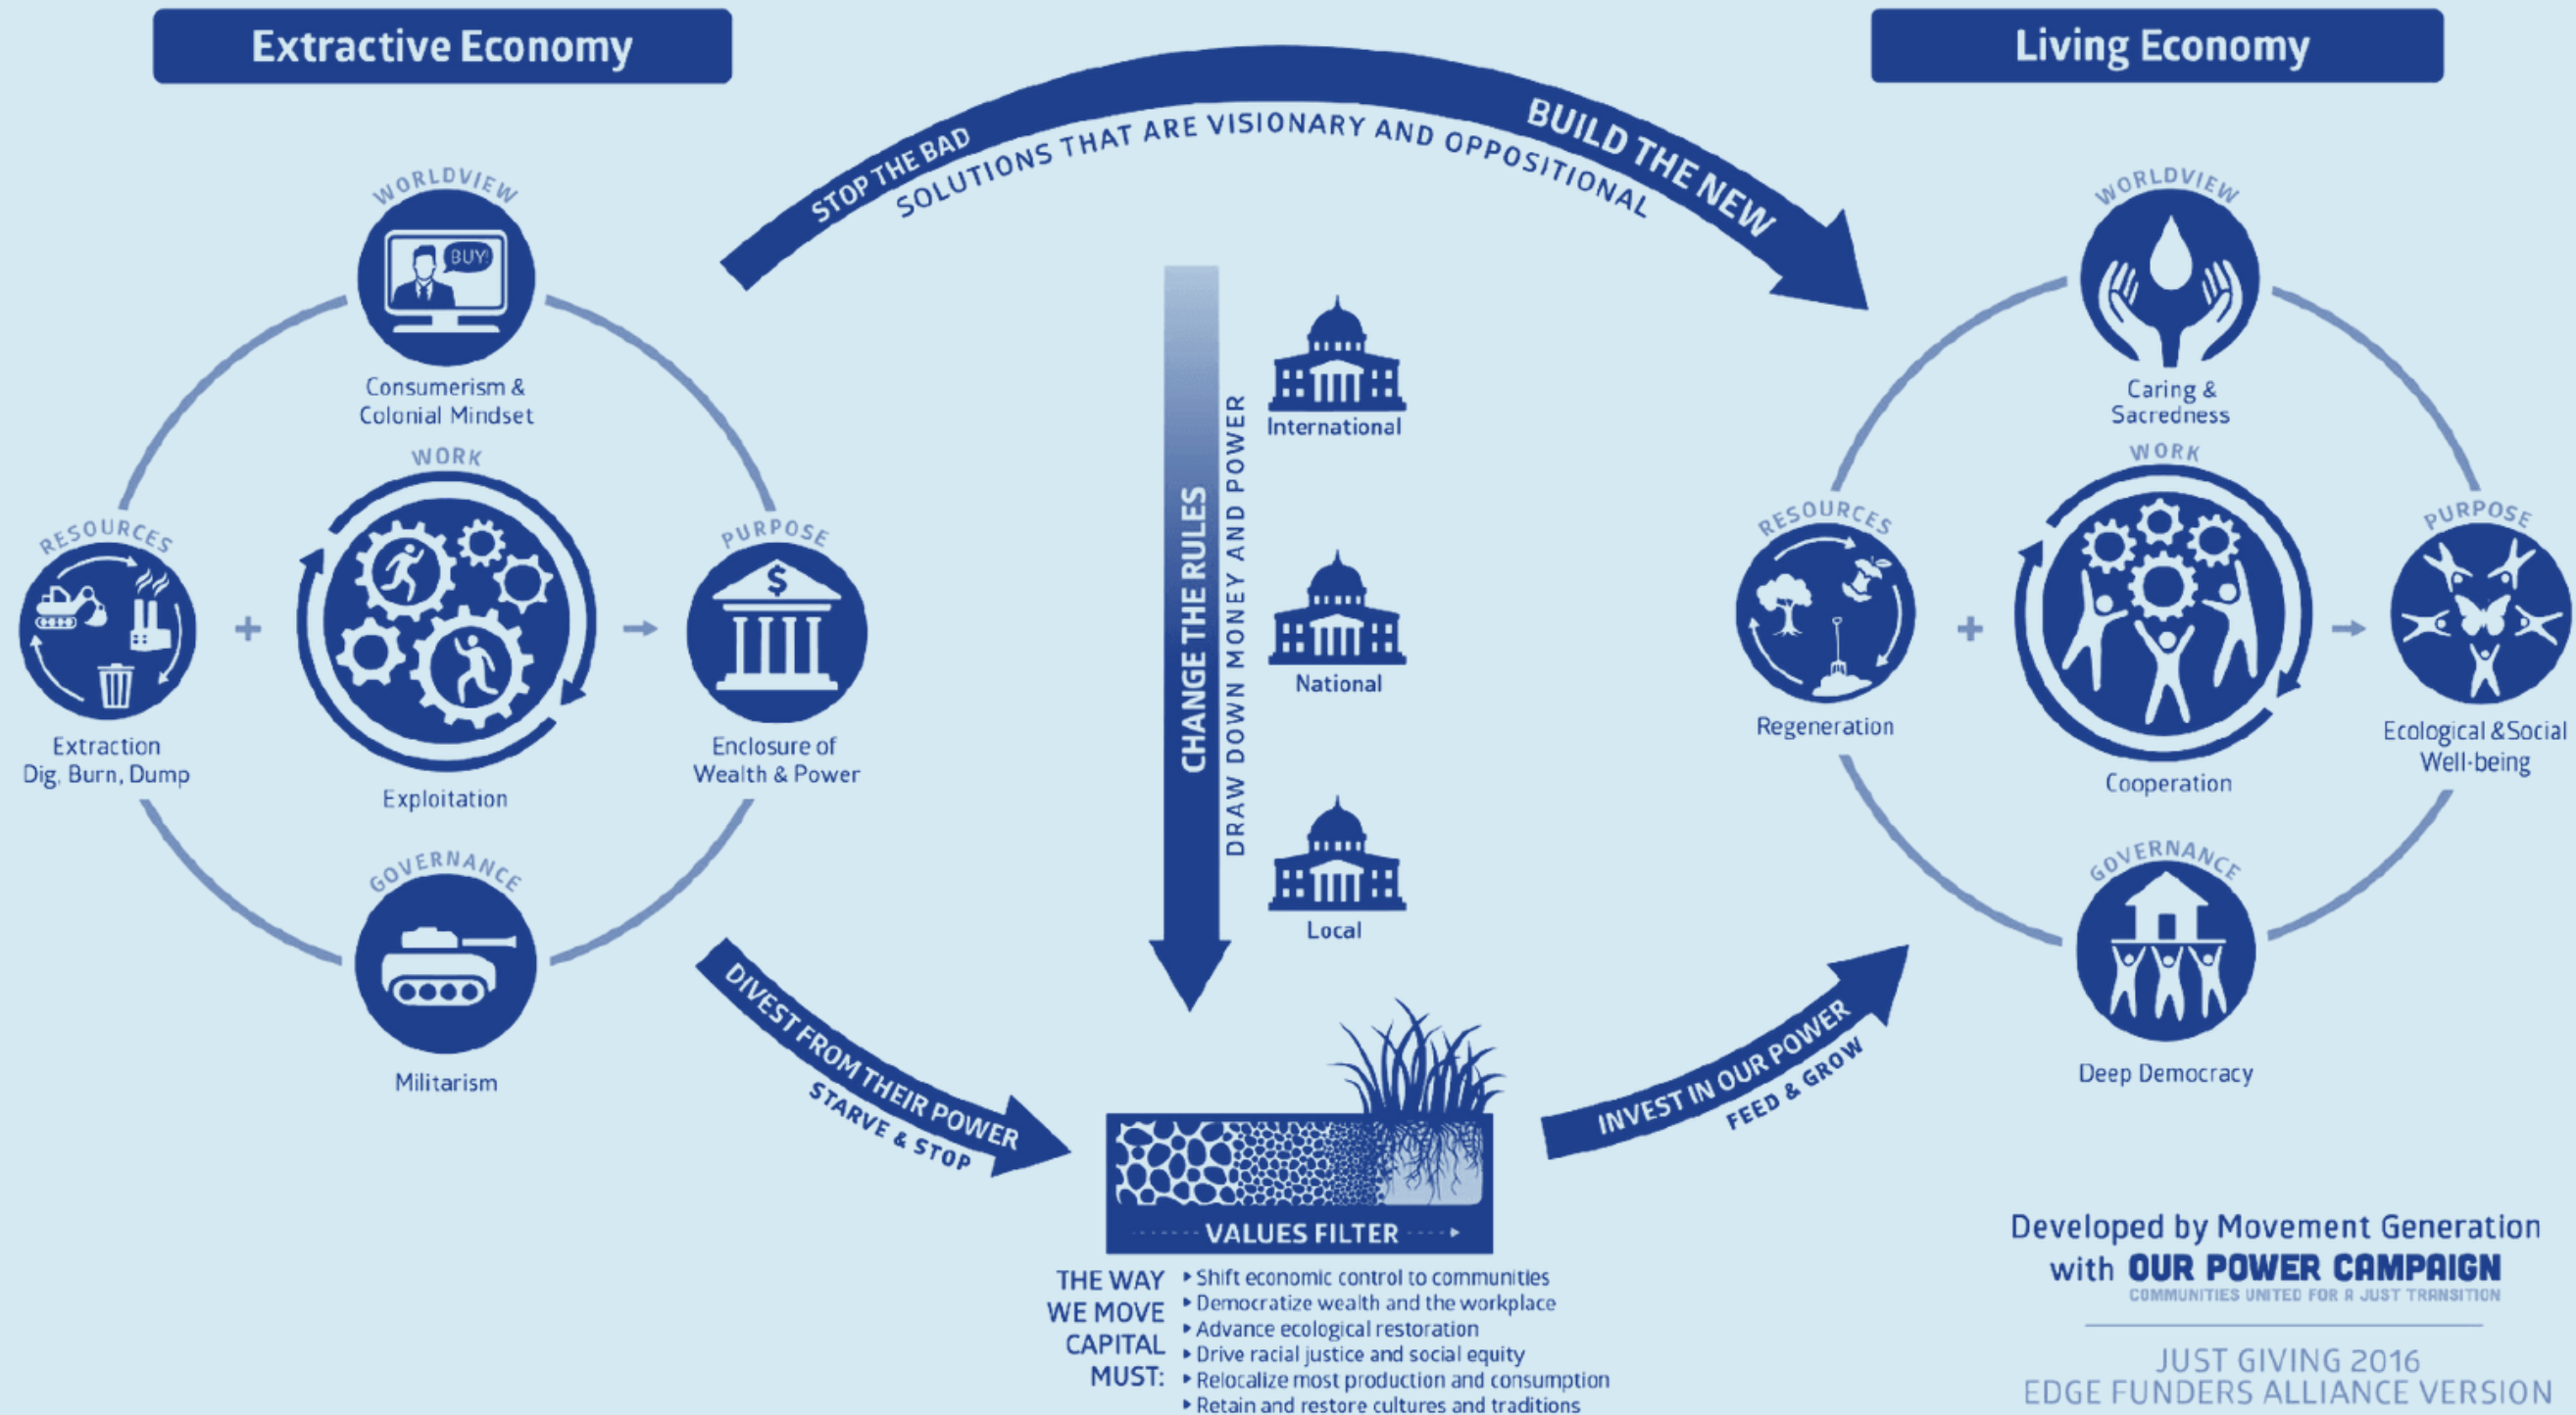 Extractive Economy
WORLDVIEW
BUY!
Consumerism &
Colonial Mindset
WORK
RESOURCES
PURPOSE
$
+
Extraction
Dig, Burn, Dump
Exploitation
Enclosure of
Wealth & Power
GOVERNANCE
Militarism
STOP THE BAD
BUILD THE NEW
SOLUTIONS THAT ARE VISIONARY AND OPPOSITIONAL
CHANGE THE RULES
DRAW DOWN MONEY AND POWER
International
National
Local
DIVEST FROM THEIR POWER
STARVE & STOP
VALUES FILTER
THE WAY
WE MOVE
CAPITAL
MUST:
Shift economic control to communities
Democratize wealth and the workplace
Advance ecological restoration
Drive racial justice and social equity
Relocalize most production and consumption
Retain and restore cultures and traditions
INVEST IN OUR POWER
FEED & GROW
Living Economy
WORLDVIEW
Caring &
Sacredness
WORK
RESOURCES
PURPOSE
+
Regeneration
Cooperation
Ecological & Social
Well-being
GOVERNANCE
Deep Democracy
Developed by Movement Generation
with OUR POWER CAMPAIGN
COMMUNITIES UNITED FOR A JUST TRANSITION
JUST GIVING 2016
EDGE FUNDERS ALLIANCE VERSION